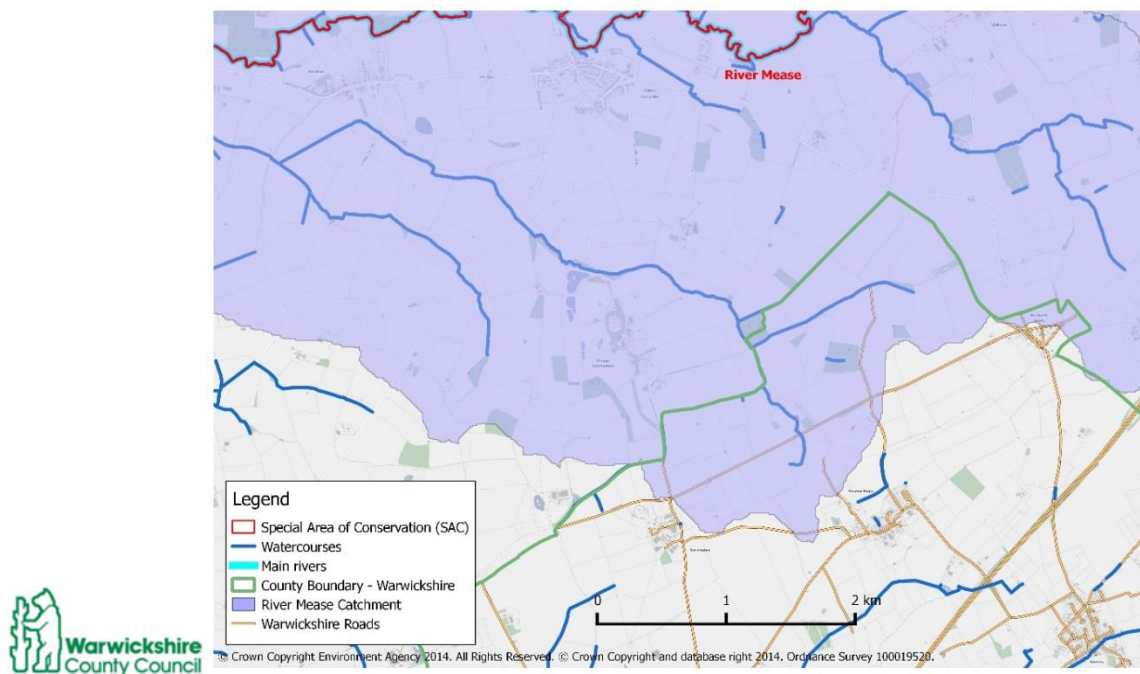 River Mease
Legend
Special Area of Conservation (SAC)
Watercourses
Main rivers
County Boundary - Warwickshire
River Mease Catchment
Warwickshire Roads
0 1 2 km
© Crown Copyright Environment Agency 2014. All Rights Reserved. © Crown Copyright and database right 2014. Ordnance Survey 100019520.
Warwickshire
County Council